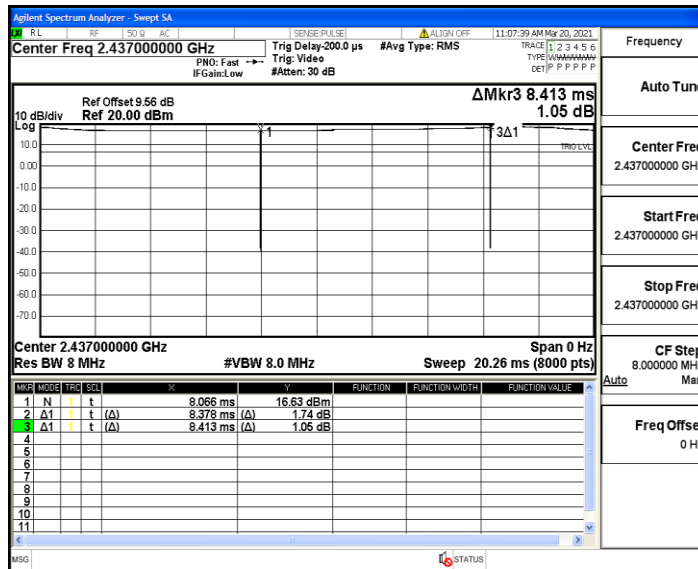 Agilent Spectrum Analyzer - Swept SA
RL RF 50 Ω AC SENSE:PULSE ALIGN OFF 11:07:39 AM Mar 20, 2021
Center Freq 2.437000000 GHz
PNO: Fast
IFGain:Low
Trig Delay-200.0 µs
Trig: Video
#Atten: 30 dB
#Avg Type: RMS
TRACE 1 2 3 4 5 6
TYPE WWWWWW
DET P P P P P P
Frequency
Auto Tun
Center Fre
2.437000000 GH
Start Fre
2.437000000 GH
Stop Fre
2.437000000 GH
CF Step
8.000000 MH
Auto Ma
Freq Offse
0 H
ΔMkr3 8.413 ms
1.05 dB
Ref Offset 9.56 dB
Ref 20.00 dBm
10 dB/div
Log
1
3Δ1
TRIG LVL
10.0
0.00
-10.0
-20.0
-30.0
-40.0
-50.0
-60.0
-70.0
Center 2.437000000 GHz Span 0 Hz
Res BW 8 MHz #VBW 8.0 MHz Sweep 20.26 ms (8000 pts)
MKR MODE TRC SCL X Y FUNCTION FUNCTION WIDTH FUNCTION VALUE
1 N 1 t 8.066 ms 16.63 dBm
2 Δ1 1 t (Δ) 8.378 ms (Δ) 1.74 dB
3 Δ1 1 t (Δ) 8.413 ms (Δ) 1.05 dB
4
5
6
7
8
9
10
11
MSG STATUS